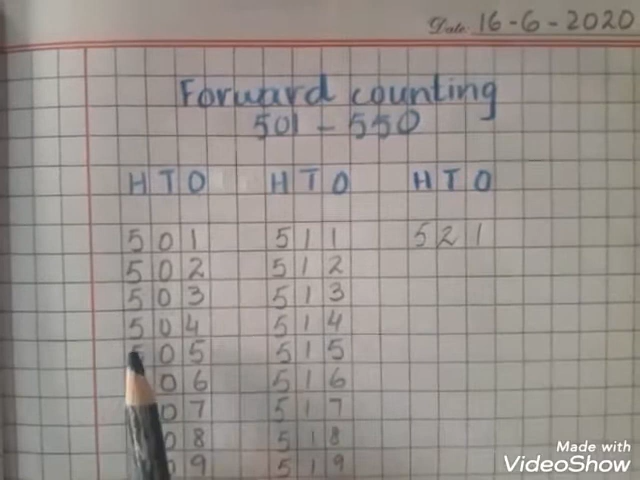 Date 16-6-2020
Forward counting
501 - 550
H T O H T O H T O
5 0 1 5 1 1 5 2 1
5 0 2 5 1 2
5 0 3 5 1 3
5 0 4 5 1 4
5 0 5 5 1 5
0 6 5 1 6
0 7 5 1 7
0 8 5 1 8
9 5 1 9
Made with
VideoShow